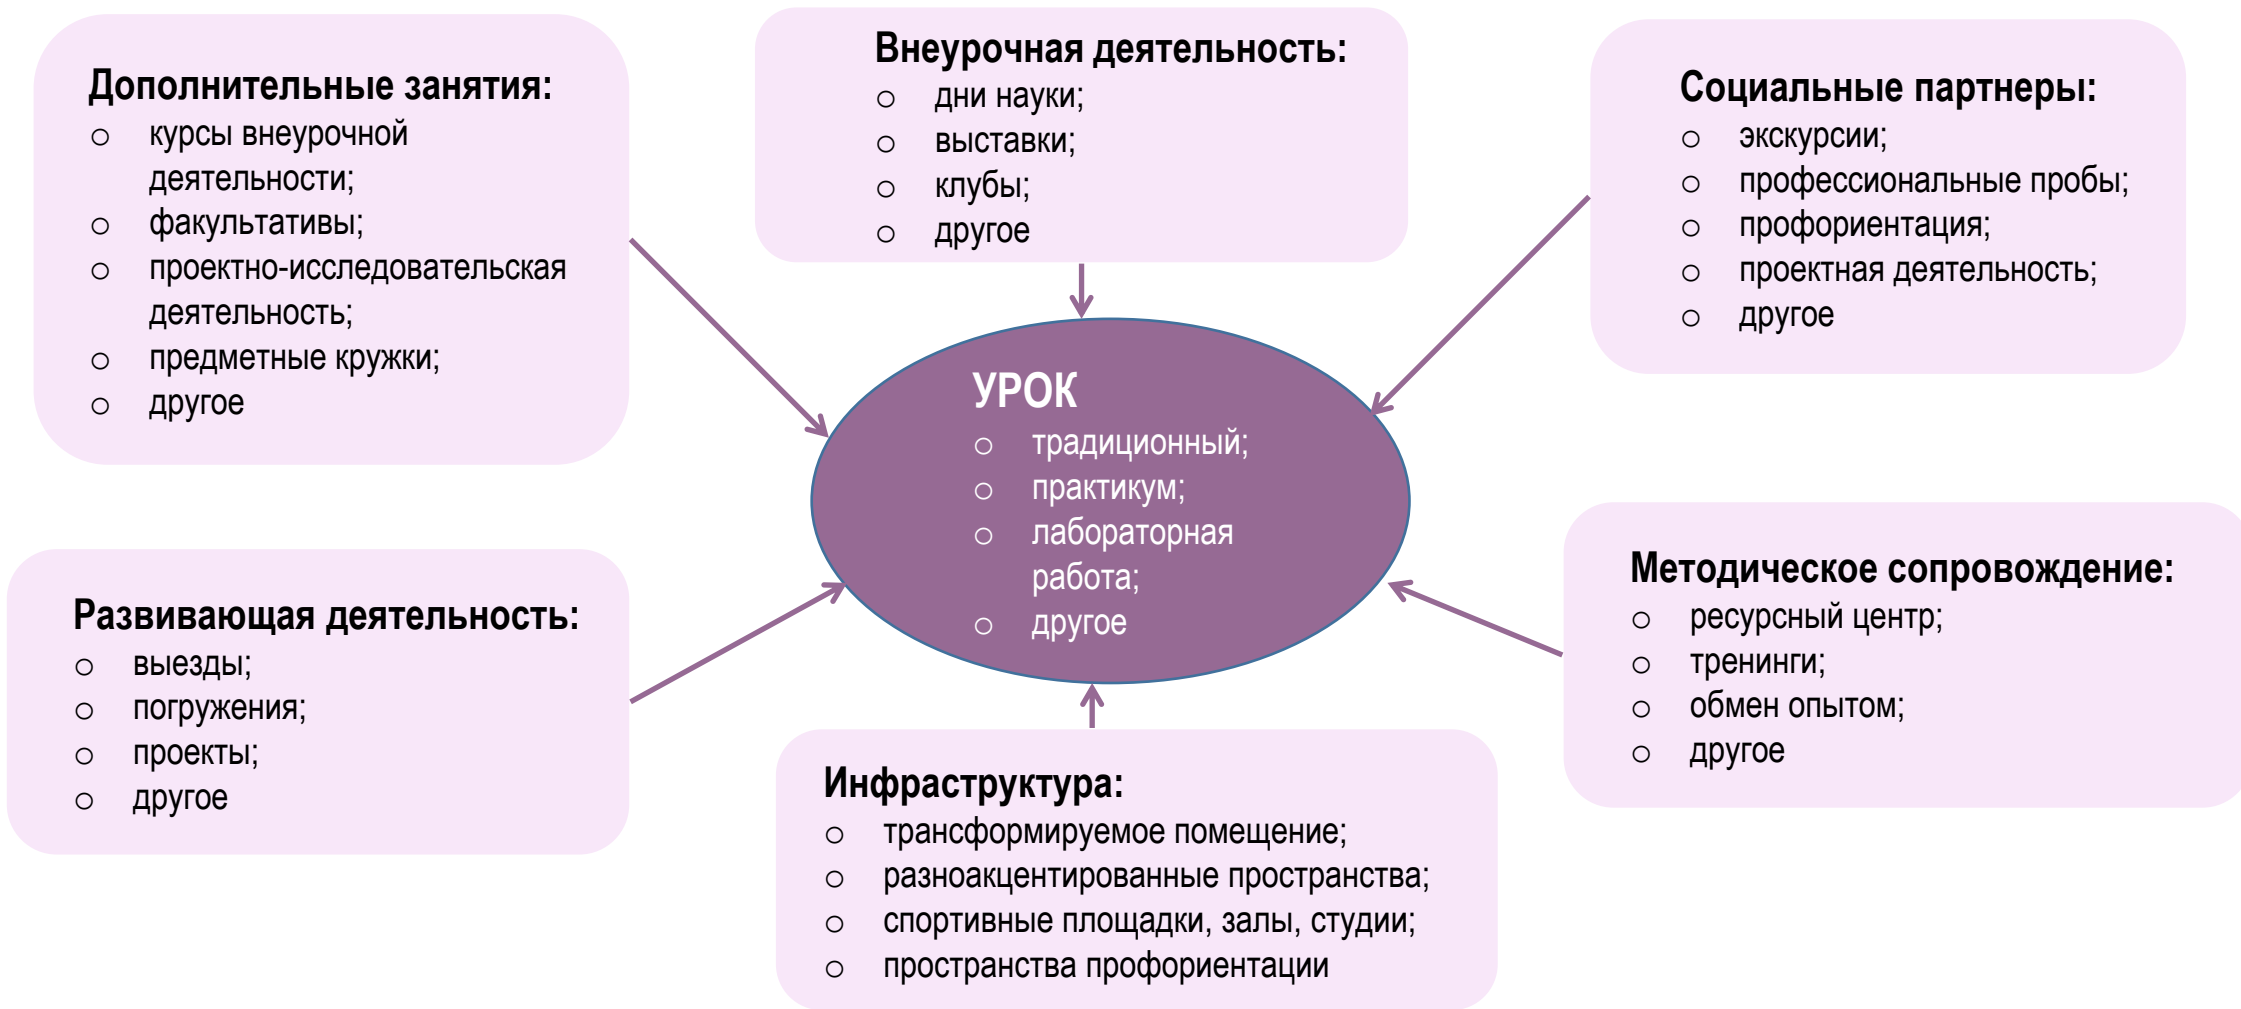 Дополнительные занятия:
○ курсы внеурочной
деятельности;
○ факультативы;
○ проектно-исследовательская
деятельность;
○ предметные кружки;
○ другое
Внеурочная деятельность:
○ дни науки;
○ выставки;
○ клубы;
○ другое
Социальные партнеры:
○ экскурсии;
○ профессиональные пробы;
○ профориентация;
○ проектная деятельность;
○ другое
УРОК
○ традиционный;
○ практикум;
○ лабораторная
работа;
○ другое
Развивающая деятельность:
○ выезды;
○ погружения;
○ проекты;
○ другое
Инфраструктура:
○ трансформируемое помещение;
○ разноакцентированные пространства;
○ спортивные площадки, залы, студии;
○ пространства профориентации
Методическое сопровождение:
○ ресурсный центр;
○ тренинги;
○ обмен опытом;
○ другое